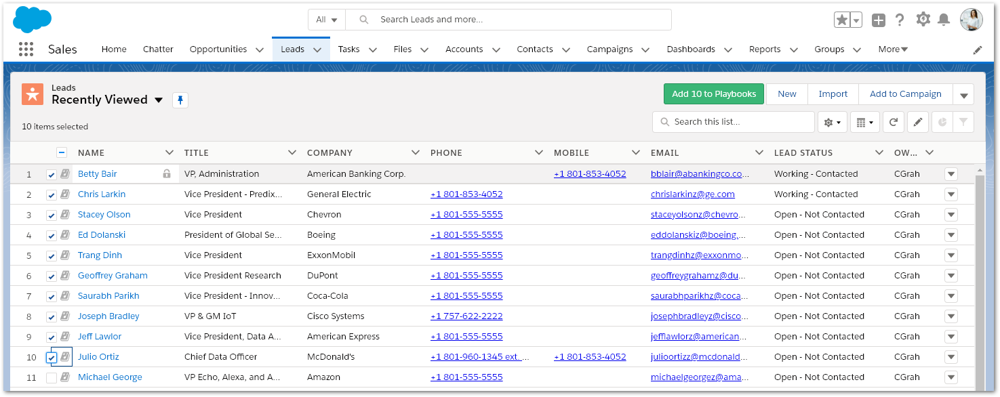 All Search Leads and more...
Sales Home Chatter Opportunities Leads Tasks Files Accounts Contacts Campaigns Dashboards Reports Groups More
Leads
Recently Viewed
Add 10 to Playbooks New Import Add to Campaign
10 items selected
Search this list...
NAME TITLE COMPANY PHONE MOBILE EMAIL LEAD STATUS OW...
1 Betty Bair VP, Administration American Banking Corp. +1 801-853-4052 bblair@abankingco.co... Working - Contacted CGrah
2 Chris Larkin Vice President - Predix... General Electric +1 801-853-4052 chrislarkinz@ge.com Working - Contacted CGrah
3 Stacey Olson Vice President Chevron +1 801-555-5555 staceyolsonz@chevro... Open - Not Contacted CGrah
4 Ed Dolanski President of Global Se... Boeing +1 801-555-5555 eddolanskiz@boeing.... Open - Not Contacted CGrah
5 Trang Dinh Vice President ExxonMobil +1 801-555-5555 trangdinhz@exxonmo... Open - Not Contacted CGrah
6 Geoffrey Graham Vice President Research DuPont +1 801-555-5555 geoffreygrahamz@du... Open - Not Contacted CGrah
7 Saurabh Parikh Vice President - Innov... Coca-Cola +1 801-555-5555 saurabhparikhz@coca... Open - Not Contacted CGrah
8 Joseph Bradley VP & GM IoT Cisco Systems +1 757-622-2222 josephbradleyz@cisco... Open - Not Contacted CGrah
9 Jeff Lawlor Vice President, Data A... American Express +1 801-555-5555 jefflawlorz@american... Open - Not Contacted CGrah
10 Julio Ortiz Chief Data Officer McDonald's +1 801-960-1345 ext. ... +1 801-853-4052 julioortizz@mcdonald... Open - Not Contacted CGrah
11 Michael George VP Echo, Alexa, and A... Amazon +1 801-555-5555 michaelgeorgez@ama... Open - Not Contacted CGrah